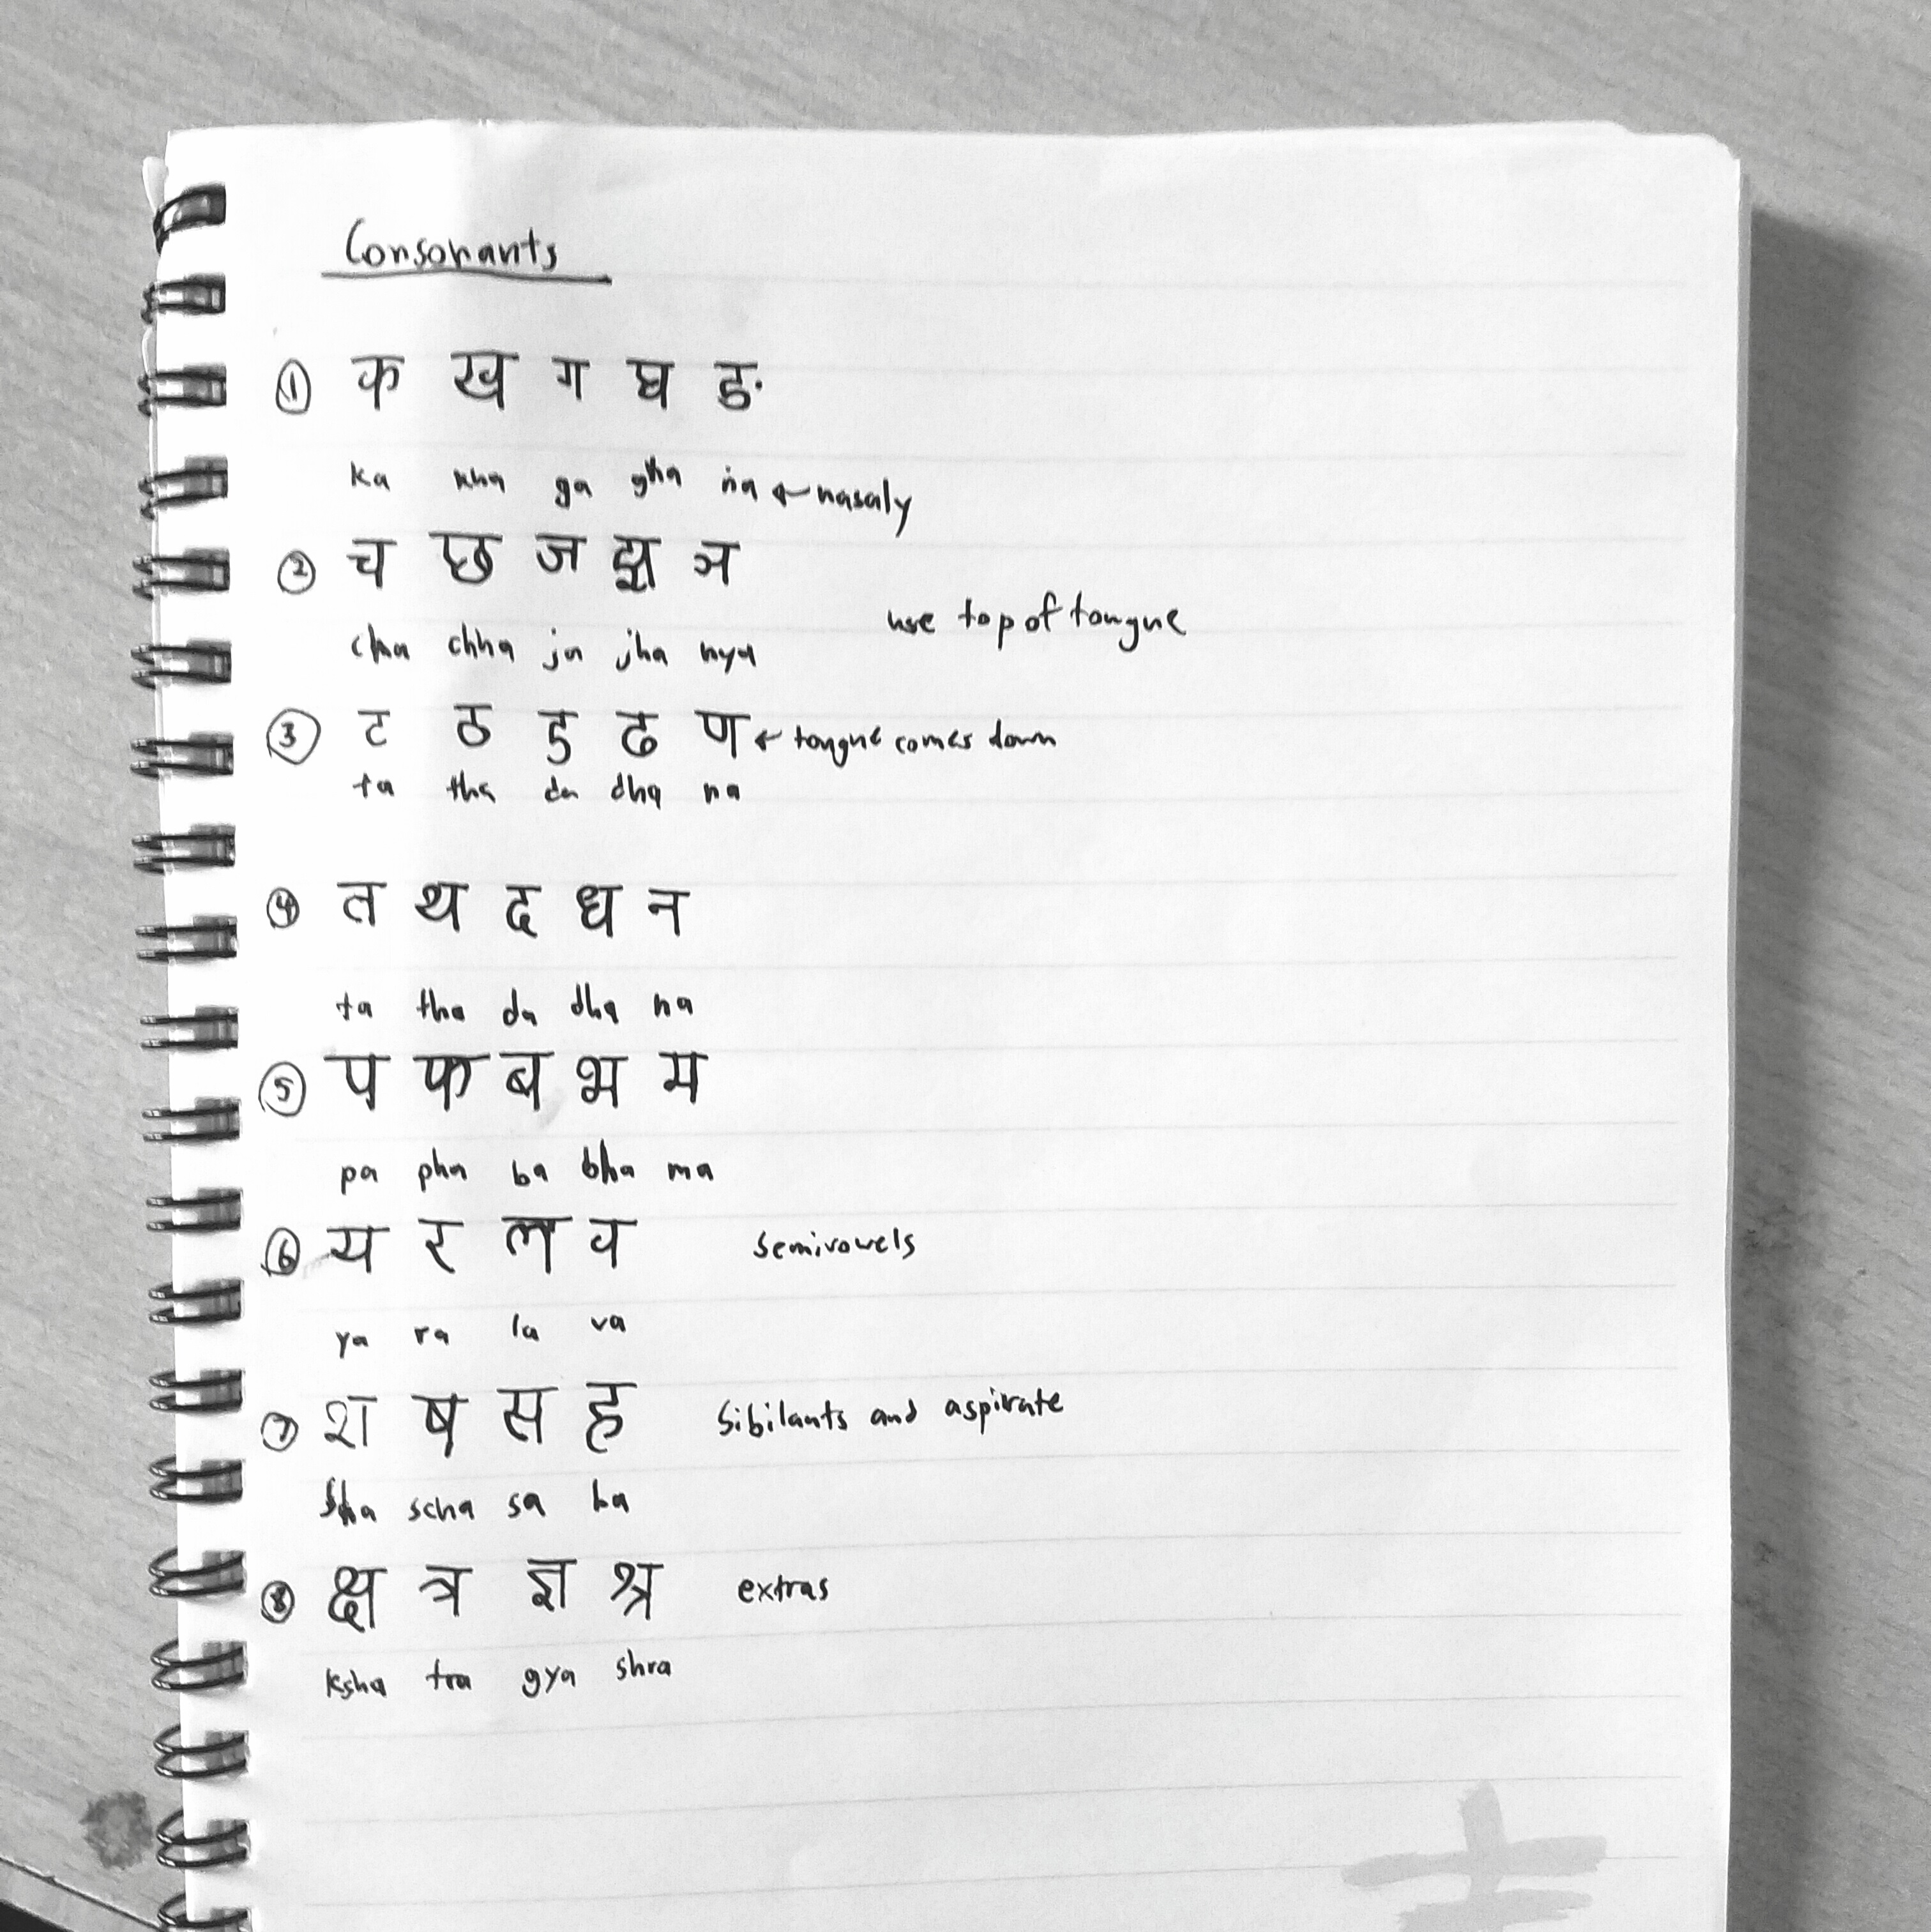 Consonants
① क ख ग घ ङ
ka kha ga gha ṅa ← nasaly
② च छ ज झ ञ
use top of tongue
cha chha ja jha nya
③ ट ठ ड ढ ण ← tongue comes down
ta tha da dha na
④ त थ द ध न
ta tha da dha na
⑤ प फ ब भ म
pa pha ba bha ma
⑥ य र ल व semivowels
ya ra la va
⑦ श ष स ह Sibilants and aspirate
sha scha sa ha
⑧ क्ष त्र ज्ञ श्र extras
ksha tra gya shra